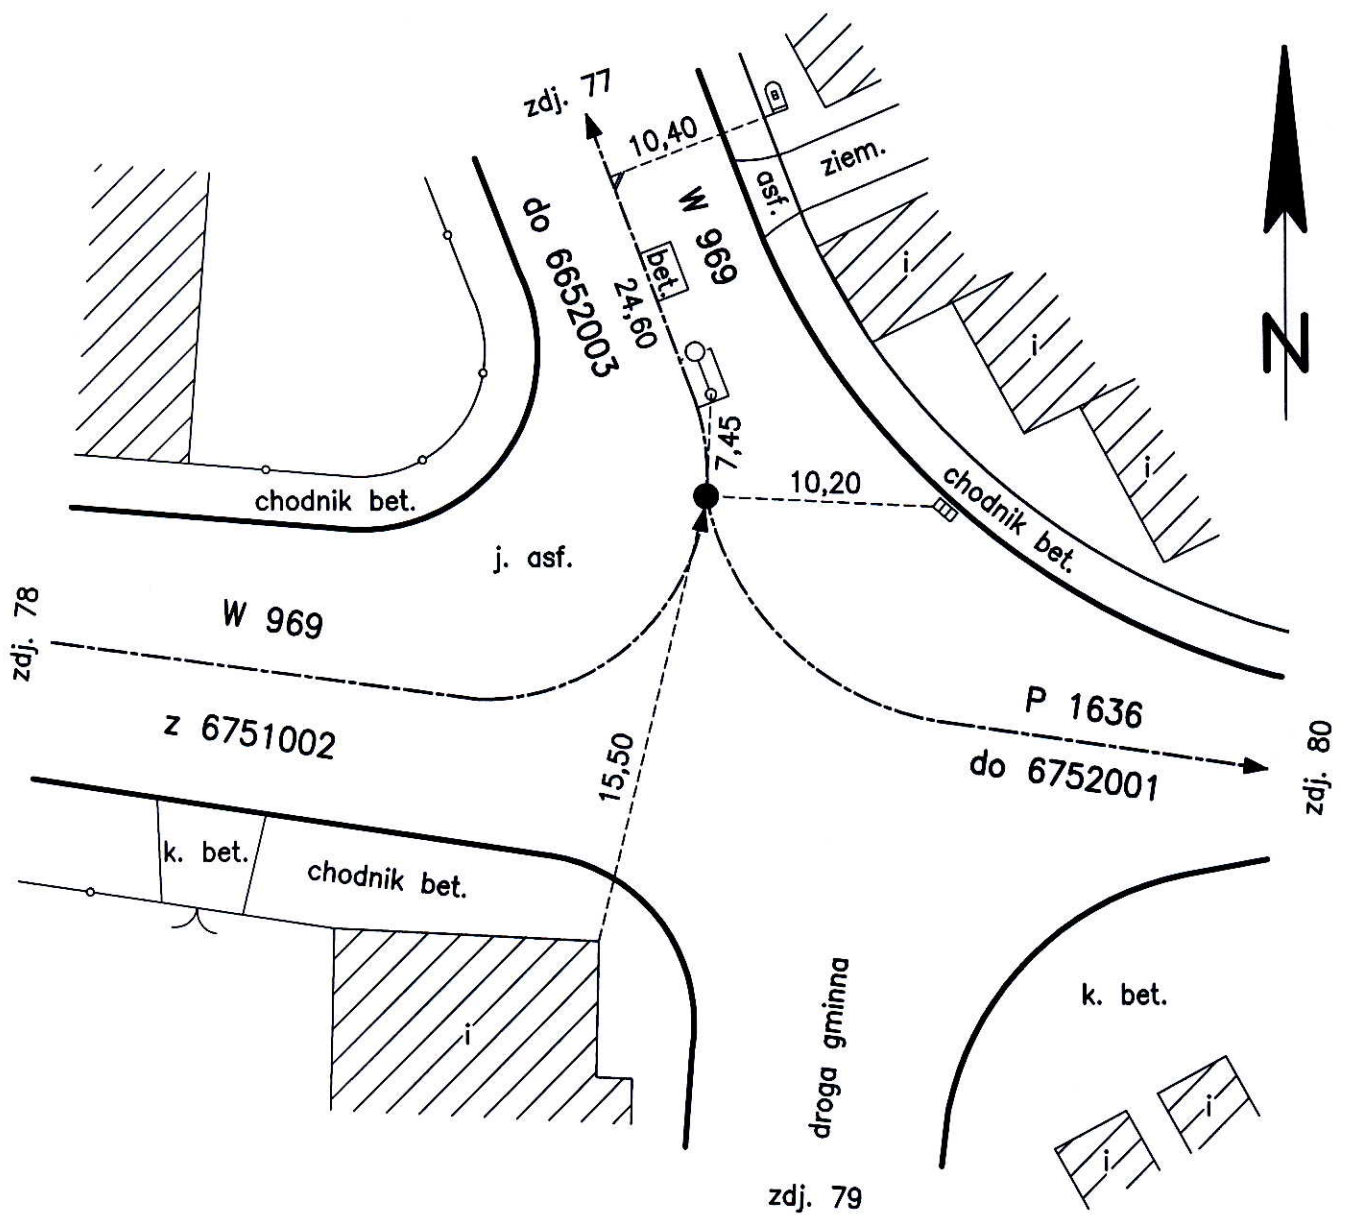 zdj. 77
10,40
B
ziem.
asf.
W 969
do 6652003
bet.
24,60
i
i
i
7,45
10,20
chodnik bet.
chodnik bet.
j. asf.
N
zdj. 78
W 969
z 6751002
15,50
P 1636
do 6752001
zdj. 80
k. bet.
chodnik bet.
i
droga gminna
k. bet.
i
i
zdj. 79